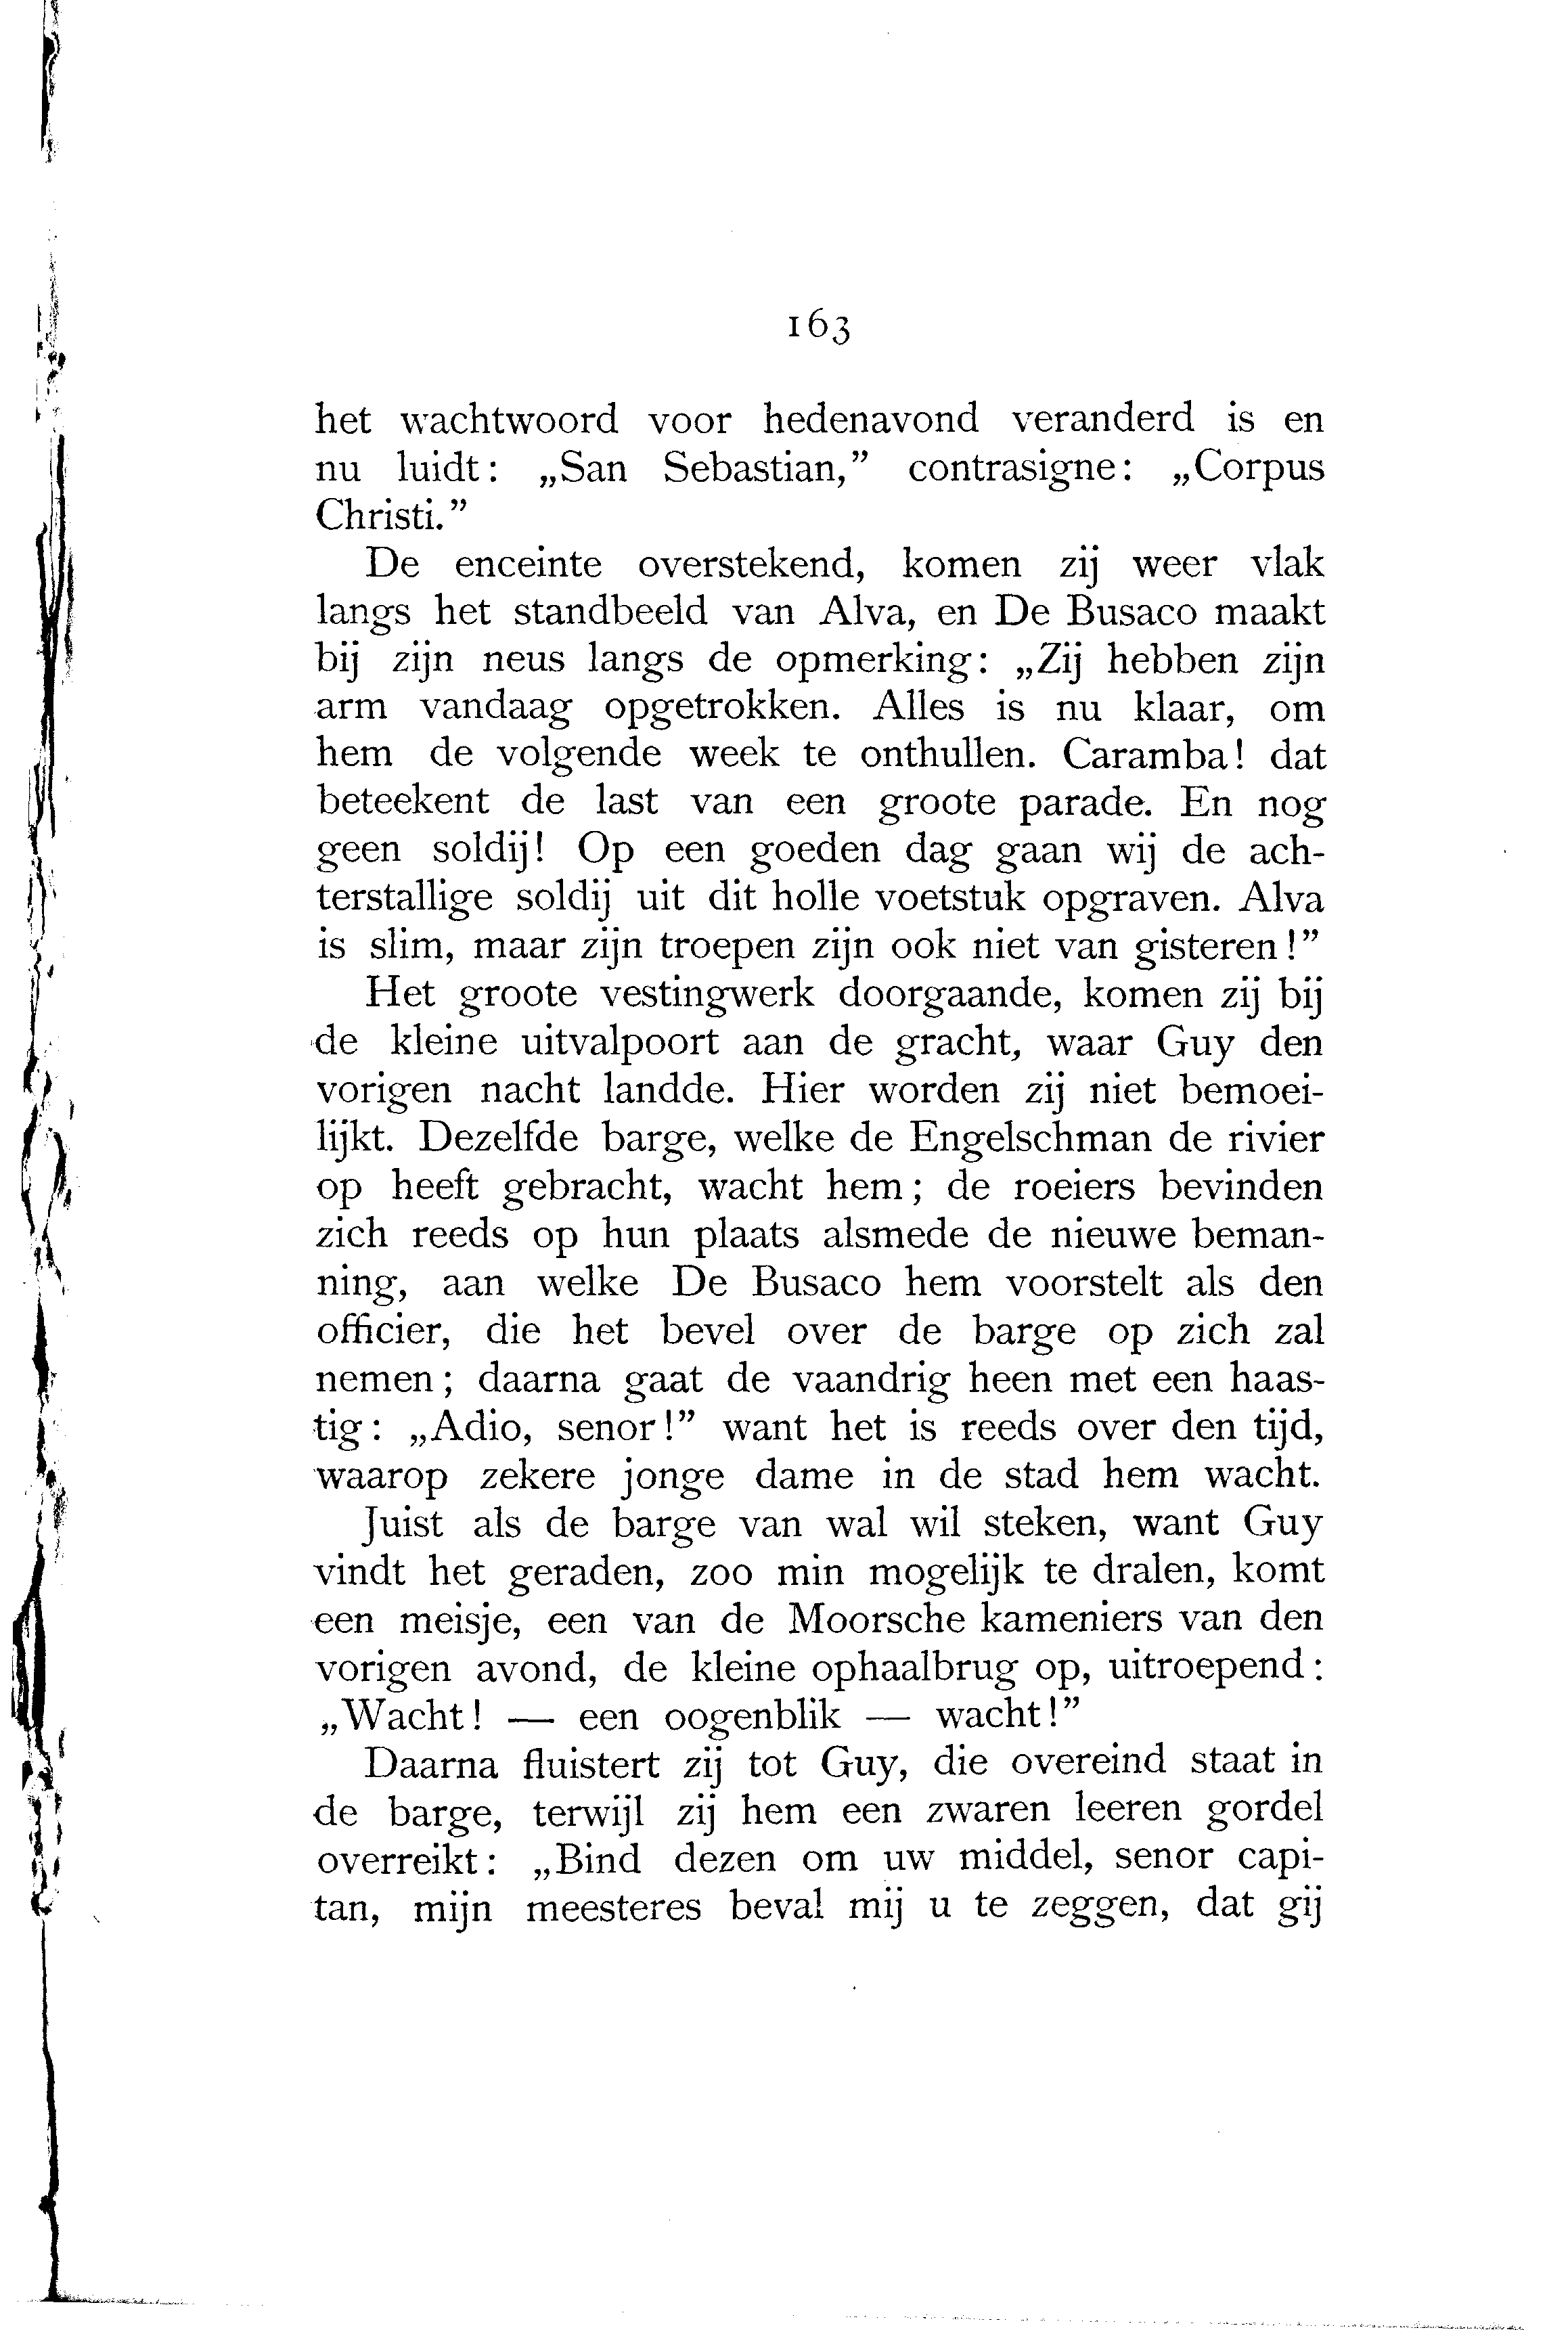 163
het wachtwoord voor hedenavond veranderd is en
nu luidt: „San Sebastian,” contrasigne: „Corpus
Christi.”
De enceinte overstekend, komen zij weer vlak
langs het standbeeld van Alva, en De Busaco maakt
bij zijn neus langs de opmerking: „Zij hebben zijn
arm vandaag opgetrokken. Alles is nu klaar, om
hem de volgende week te onthullen. Caramba! dat
beteekent de last van een groote parade. En nog
geen soldij! Op een goeden dag gaan wij de ach-
terstallige soldij uit dit holle voetstuk opgraven. Alva
is slim, maar zijn troepen zijn ook niet van gisteren!”
Het groote vestingwerk doorgaande, komen zij bij
de kleine uitvalpoort aan de gracht, waar Guy den
vorigen nacht landde. Hier worden zij niet bemoei-
lijkt. Dezelfde barge, welke de Engelschman de rivier
op heeft gebracht, wacht hem; de roeiers bevinden
zich reeds op hun plaats alsmede de nieuwe beman-
ning, aan welke De Busaco hem voorstelt als den
officier, die het bevel over de barge op zich zal
nemen; daarna gaat de vaandrig heen met een haas-
tig: „Adio, senor!” want het is reeds over den tijd,
waarop zekere jonge dame in de stad hem wacht.
Juist als de barge van wal wil steken, want Guy
vindt het geraden, zoo min mogelijk te dralen, komt
een meisje, een van de Moorsche kameniers van den
vorigen avond, de kleine ophaalbrug op, uitroepend:
„Wacht! — een oogenblik — wacht!”
Daarna fluistert zij tot Guy, die overeind staat in
de barge, terwijl zij hem een zwaren leeren gordel
overreikt: „Bind dezen om uw middel, senor capi-
tan, mijn meesteres beval mij u te zeggen, dat gij